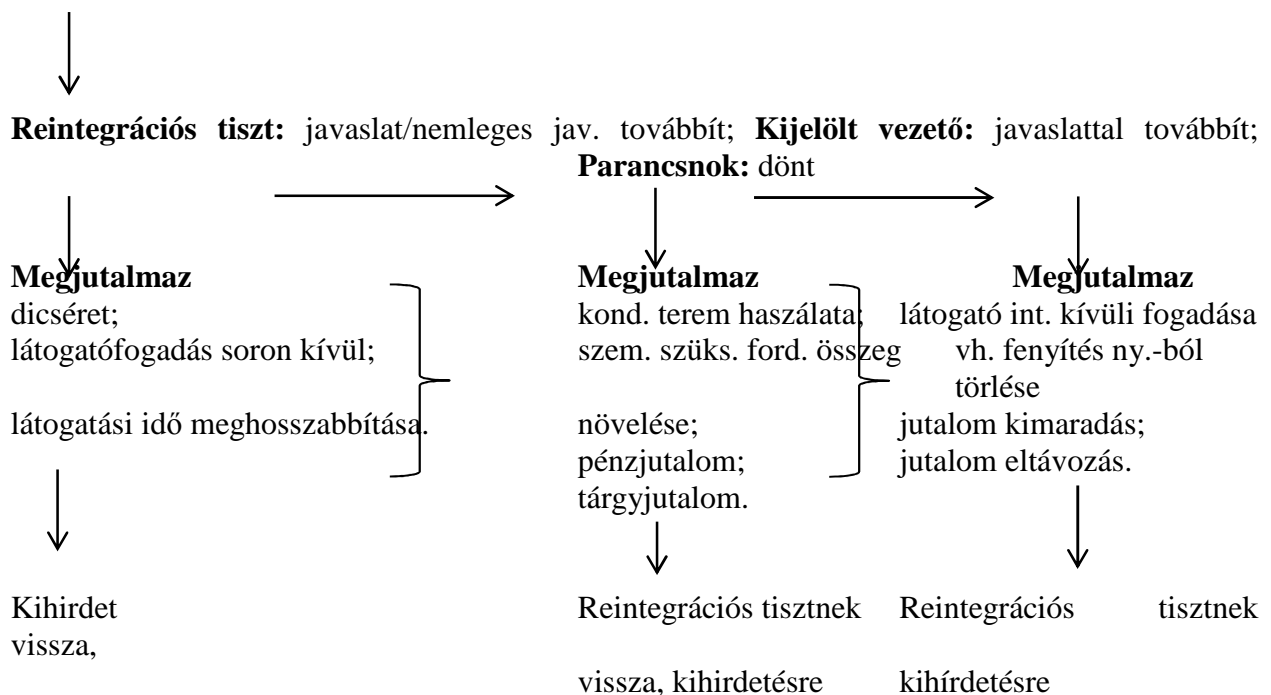 Reintegrációs tiszt: javaslat/nemleges jav. továbbít; Kijelölt vezető: javaslattal továbbít;
Parancsnok: dönt
Megjutalmaz
dicséret;
látogatófogadás soron kívül;
látogatási idő meghosszabbítása.
Kihirdet
vissza,
Megjutalmaz
kond. terem haszálata;
szem. szüks. ford. összeg
növelése;
pénzjutalom;
tárgyjutalom.
Reintegrációs tisztnek
vissza, kihirdetésre
Megjutalmaz
látogató int. kívüli fogadása
vh. fenyítés ny.-ból
törlése
jutalom kimaradás;
jutalom eltávozás.
Reintegrációs tisztnek
kihírdetésre